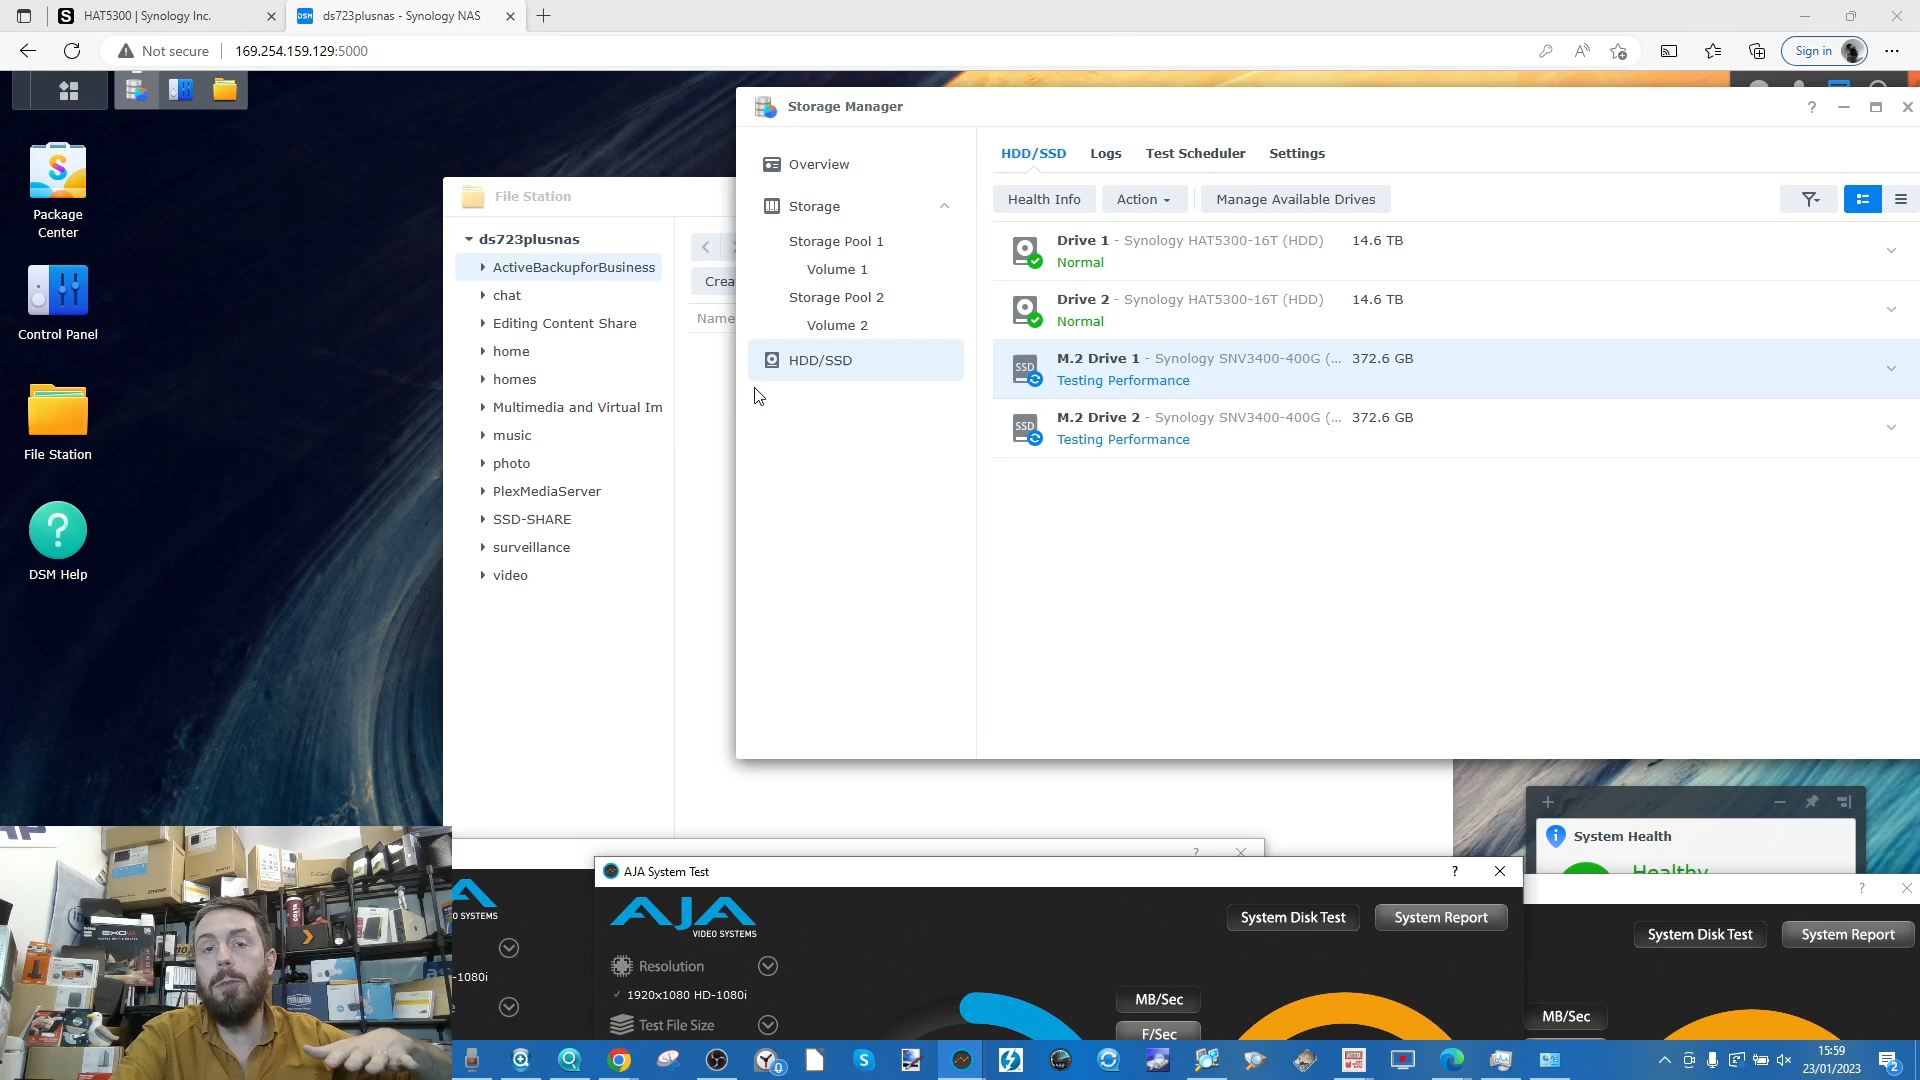 HAT5300 | Synology Inc.
ds723plusnas - Synology NAS
Not secure
169.254.159.129:5000
Sign in
Package
Center
Control Panel
File Station
DSM Help
File Station
ds723plusnas
ActiveBackupforBusiness
chat
Editing Content Share
home
homes
Multimedia and Virtual Im
music
photo
PlexMediaServer
SSD-SHARE
surveillance
video
Crea
Name
Storage Manager
Overview
Storage
Storage Pool 1
Volume 1
Storage Pool 2
Volume 2
HDD/SSD
HDD/SSD
Logs
Test Scheduler
Settings
Health Info
Action
Manage Available Drives
Drive 1 - Synology HAT5300-16T (HDD) 14.6 TB
Normal
Drive 2 - Synology HAT5300-16T (HDD) 14.6 TB
Normal
SSD
M.2 Drive 1 - Synology SNV3400-400G (... 372.6 GB
Testing Performance
SSD
M.2 Drive 2 - Synology SNV3400-400G (... 372.6 GB
Testing Performance
System Health
Healthy
O SYSTEMS
-1080i
AJA System Test
AJA
VIDEO SYSTEMS
System Disk Test
System Report
Resolution
1920x1080 HD-1080i
Test File Size
MB/Sec
F/Sec
System Disk Test
System Report
MB/Sec
15:59
23/01/2023
2